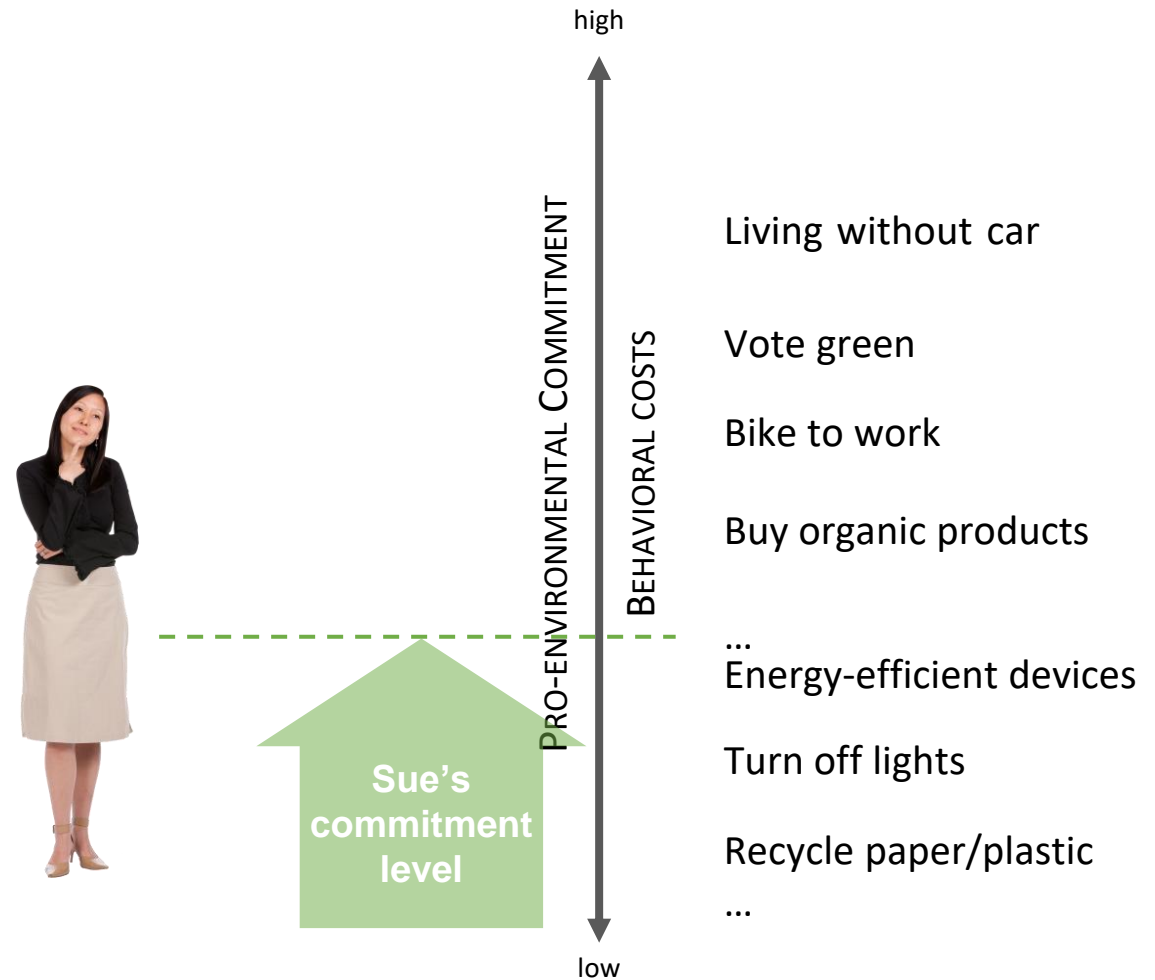 high
PRO-ENVIRONMENTAL COMMITMENT
BEHAVIORAL COSTS
Living without car
Vote green
Bike to work
Buy organic products
...
Energy-efficient devices
Turn off lights
Recycle paper/plastic
...
Sue's
commitment
level
low